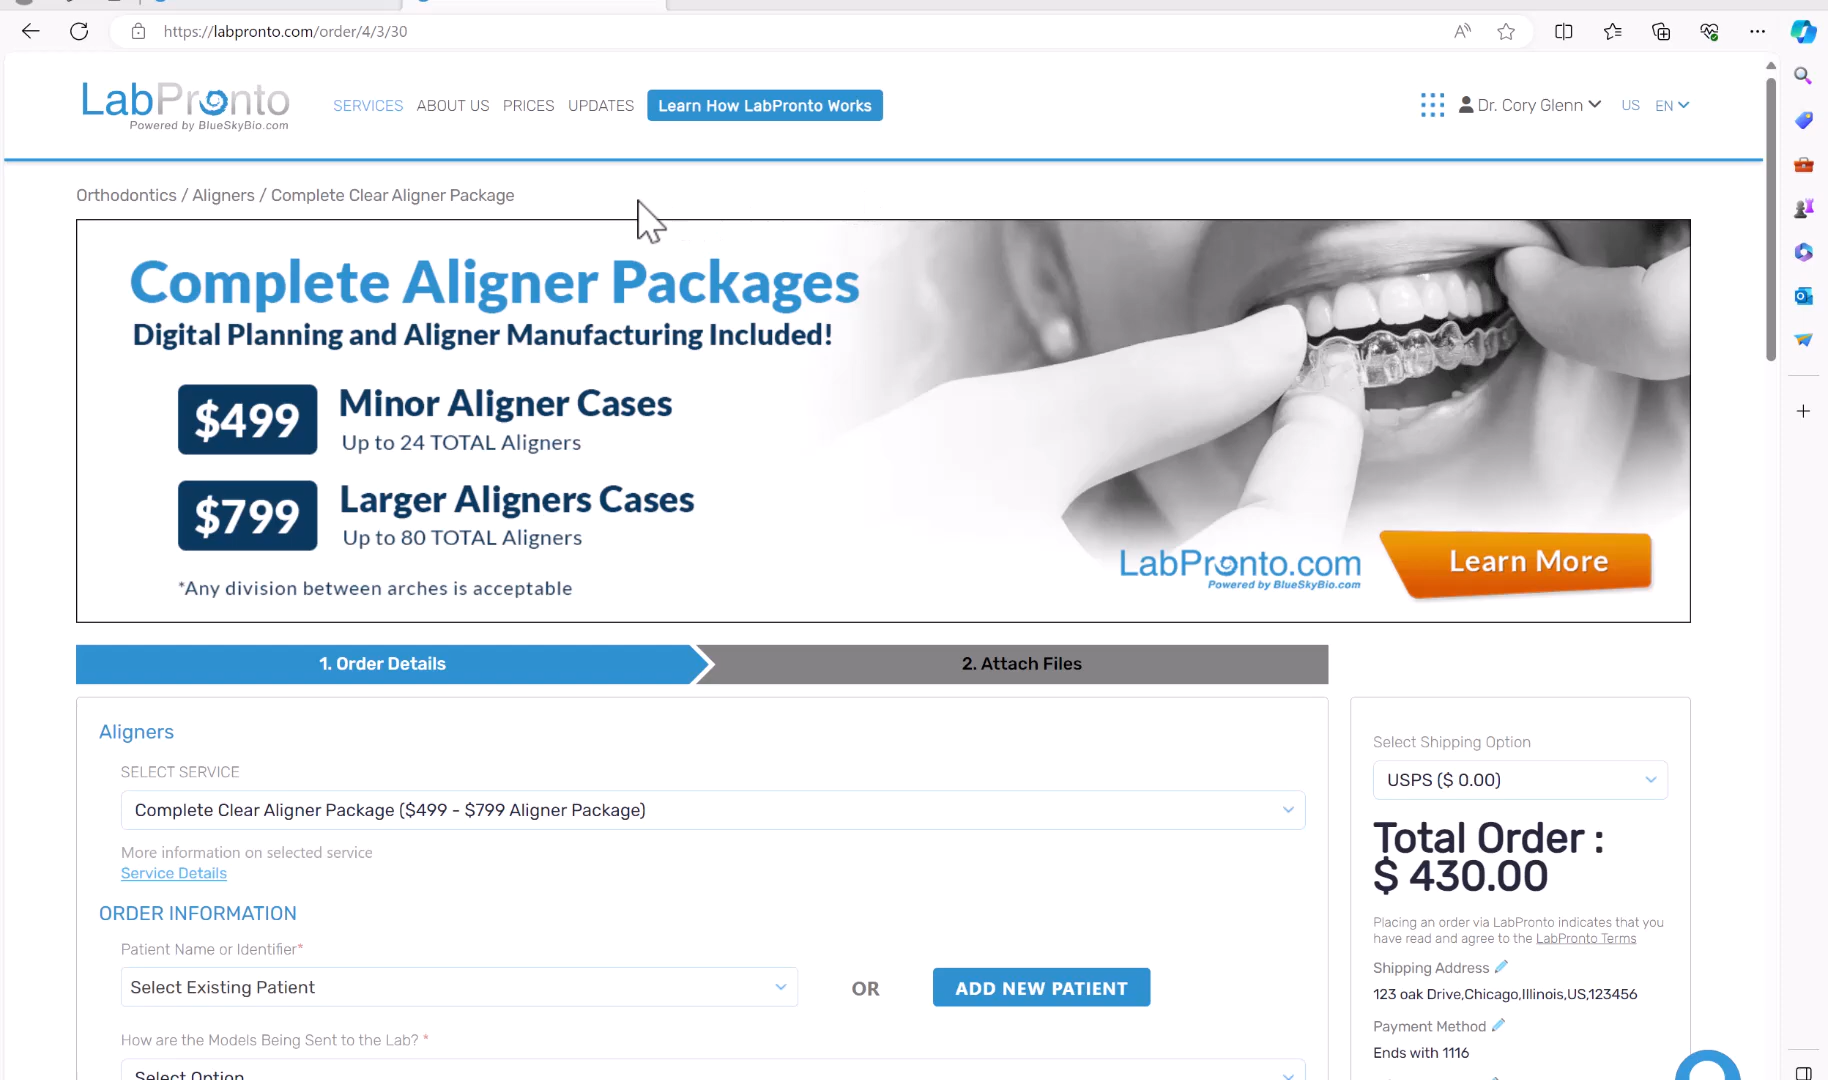 https://labpronto.com/order/4/3/30
LabPronto
Powered by BlueSkyBio.com
SERVICES ABOUT US PRICES UPDATES Learn How LabPronto Works
Dr. Cory Glenn US EN
Orthodontics / Aligners / Complete Clear Aligner Package
Complete Aligner Packages
Digital Planning and Aligner Manufacturing Included!
$499 Minor Aligner Cases
Up to 24 TOTAL Aligners
$799 Larger Aligners Cases
Up to 80 TOTAL Aligners
*Any division between arches is acceptable
LabPronto.com
Powered by BlueSkyBio.com
Learn More
1. Order Details
2. Attach Files
Aligners
SELECT SERVICE
Complete Clear Aligner Package ($499 - $799 Aligner Package)
More information on selected service
Service Details
ORDER INFORMATION
Patient Name or Identifier*
Select Existing Patient
OR
ADD NEW PATIENT
How are the Models Being Sent to the Lab? *
Select Option
Select Shipping Option
USPS ($ 0.00)
Total Order :
$ 430.00
Placing an order via LabPronto indicates that you
have read and agree to the LabPronto Terms
Shipping Address
123 oak Drive,Chicago,Illinois,US,123456
Payment Method
Ends with 1116